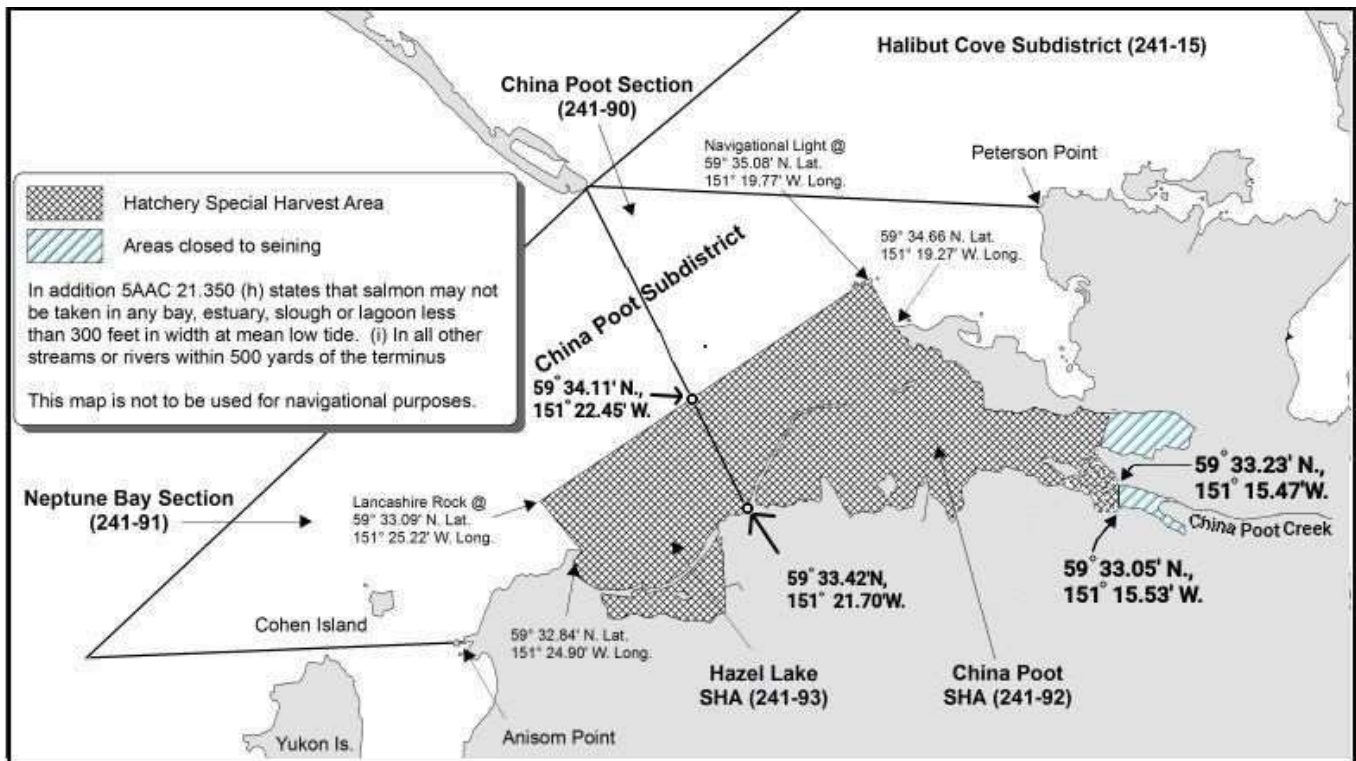 Halibut Cove Subdistrict (241-15)
China Poot Section
(241-90)
Navigational Light @
59° 35.08' N. Lat.
151° 19.77' W. Long.
Peterson Point
Hatchery Special Harvest Area
Areas closed to seining
In addition 5AAC 21.350 (h) states that salmon may not
be taken in any bay, estuary, slough or lagoon less
than 300 feet in width at mean low tide. (i) In all other
streams or rivers within 500 yards of the terminus
This map is not to be used for navigational purposes.
59° 34.66 N. Lat.
151° 19.27' W. Long.
China Poot Subdistrict
59° 34.11' N.,
151° 22.45' W.
Neptune Bay Section
(241-91)
Lancashire Rock @
59° 33.09' N. Lat.
151° 25.22' W. Long.
59° 33.23' N.,
151° 15.47'W.
China Poot Creek
59° 33.05' N.,
151° 15.53' W.
59° 33.42'N,
151° 21.70'W.
Cohen Island
59° 32.84' N. Lat.
151° 24.90' W. Long.
Hazel Lake
SHA (241-93)
China Poot
SHA (241-92)
Anisom Point
Yukon Is.